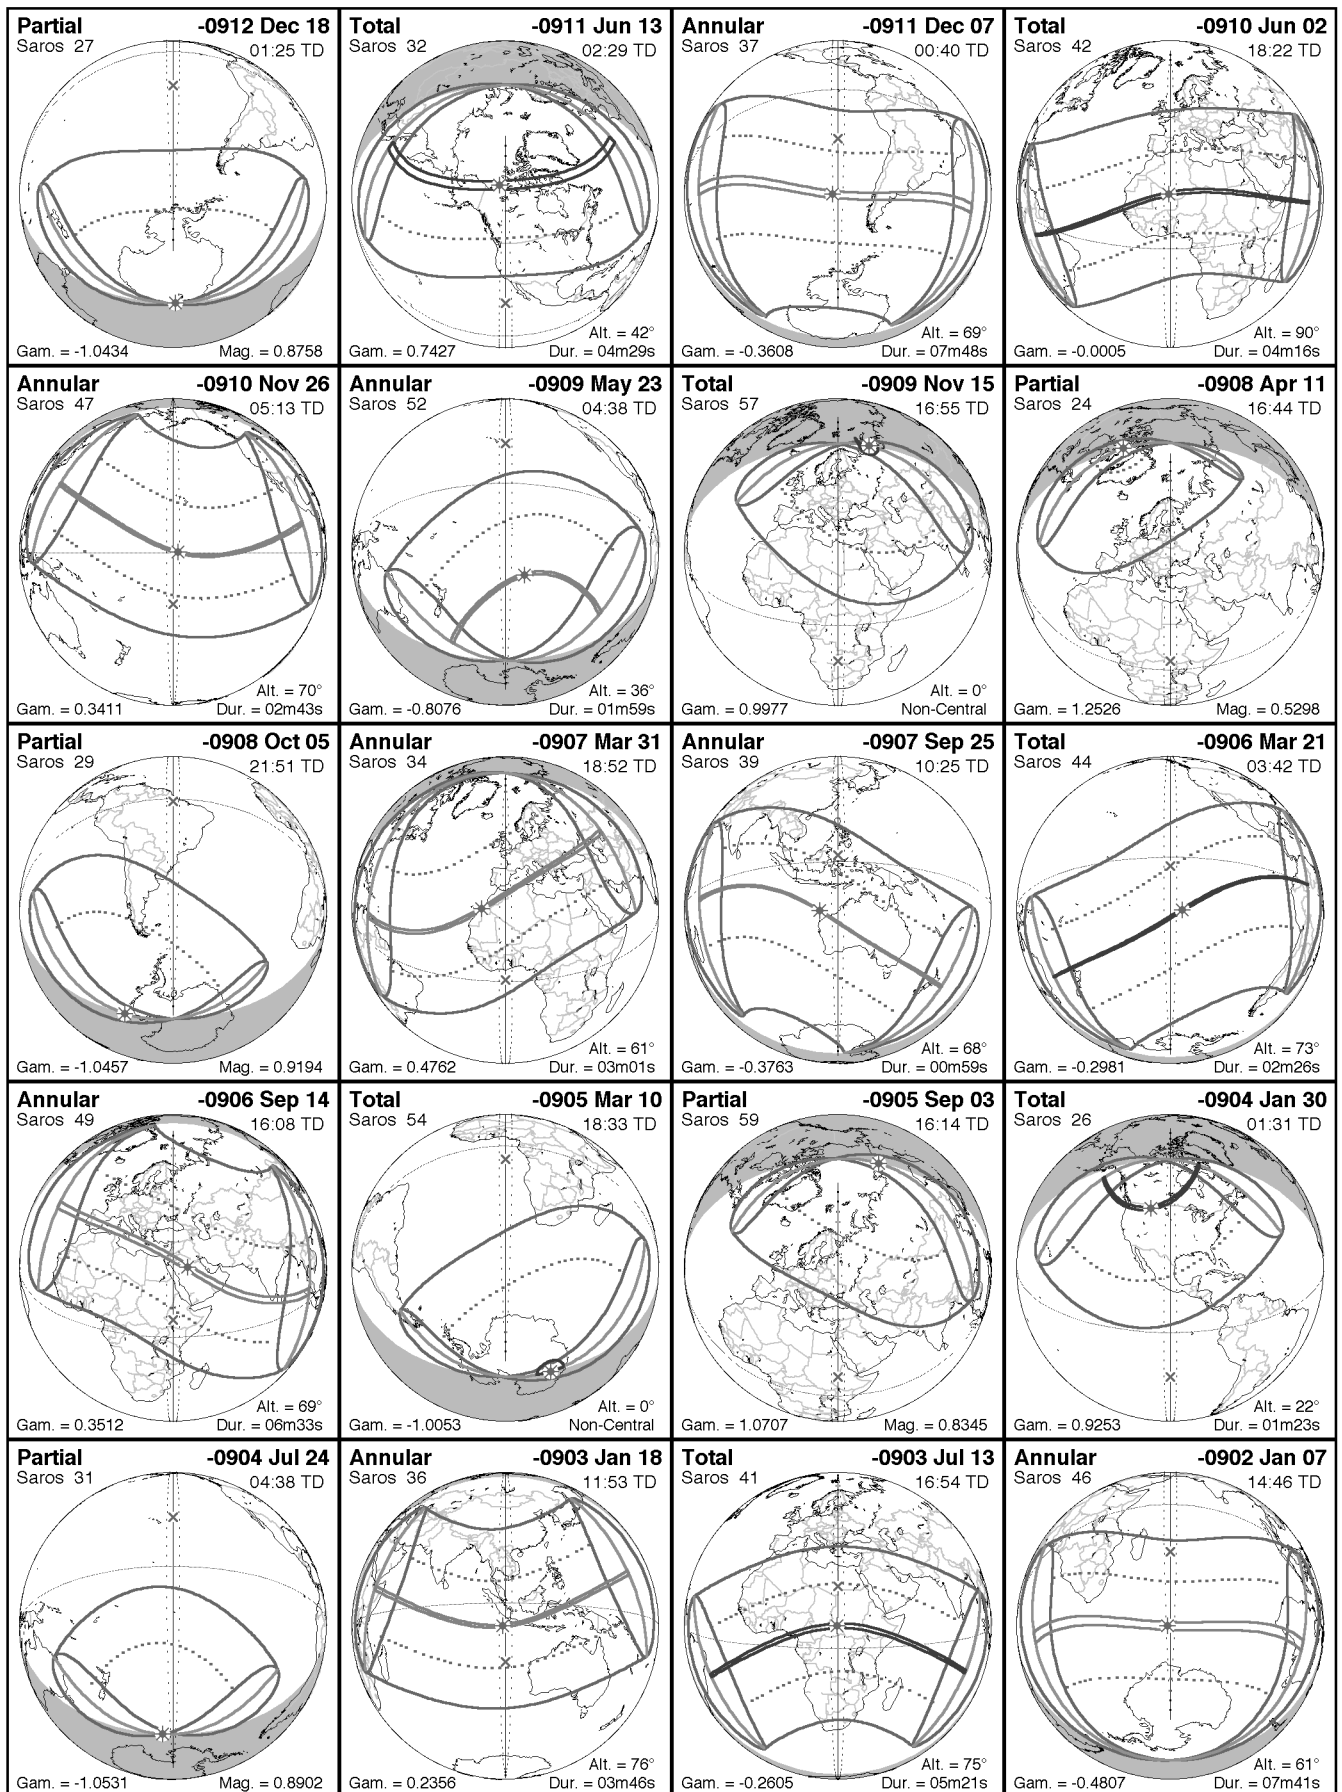 Partial -0912 Dec 18
Saros 27 01:25 TD
Gam. = -1.0434 Mag. = 0.8758
Total -0911 Jun 13
Saros 32 02:29 TD
Alt. = 42°
Gam. = 0.7427 Dur. = 04m29s
Annular -0911 Dec 07
Saros 37 00:40 TD
Alt. = 69°
Gam. = -0.3608 Dur. = 07m48s
Total -0910 Jun 02
Saros 42 18:22 TD
Alt. = 90°
Gam. = -0.0005 Dur. = 04m16s
Annular -0910 Nov 26
Saros 47 05:13 TD
Alt. = 70°
Gam. = 0.3411 Dur. = 02m43s
Annular -0909 May 23
Saros 52 04:38 TD
Alt. = 36°
Gam. = -0.8076 Dur. = 01m59s
Total -0909 Nov 15
Saros 57 16:55 TD
Alt. = 0°
Gam. = 0.9977 Non-Central
Partial -0908 Apr 11
Saros 24 16:44 TD
Gam. = 1.2526 Mag. = 0.5298
Partial -0908 Oct 05
Saros 29 21:51 TD
Gam. = -1.0457 Mag. = 0.9194
Annular -0907 Mar 31
Saros 34 18:52 TD
Alt. = 61°
Gam. = 0.4762 Dur. = 03m01s
Annular -0907 Sep 25
Saros 39 10:25 TD
Alt. = 68°
Gam. = -0.3763 Dur. = 00m59s
Total -0906 Mar 21
Saros 44 03:42 TD
Alt. = 73°
Gam. = -0.2981 Dur. = 02m26s
Annular -0906 Sep 14
Saros 49 16:08 TD
Alt. = 69°
Gam. = 0.3512 Dur. = 06m33s
Total -0905 Mar 10
Saros 54 18:33 TD
Alt. = 0°
Gam. = -1.0053 Non-Central
Partial -0905 Sep 03
Saros 59 16:14 TD
Gam. = 1.0707 Mag. = 0.8345
Total -0904 Jan 30
Saros 26 01:31 TD
Alt. = 22°
Gam. = 0.9253 Dur. = 01m23s
Partial -0904 Jul 24
Saros 31 04:38 TD
Gam. = -1.0531 Mag. = 0.8902
Annular -0903 Jan 18
Saros 36 11:53 TD
Alt. = 76°
Gam. = 0.2356 Dur. = 03m46s
Total -0903 Jul 13
Saros 41 16:54 TD
Alt. = 75°
Gam. = -0.2605 Dur. = 05m21s
Annular -0902 Jan 07
Saros 46 14:46 TD
Alt. = 61°
Gam. = -0.4807 Dur. = 07m41s